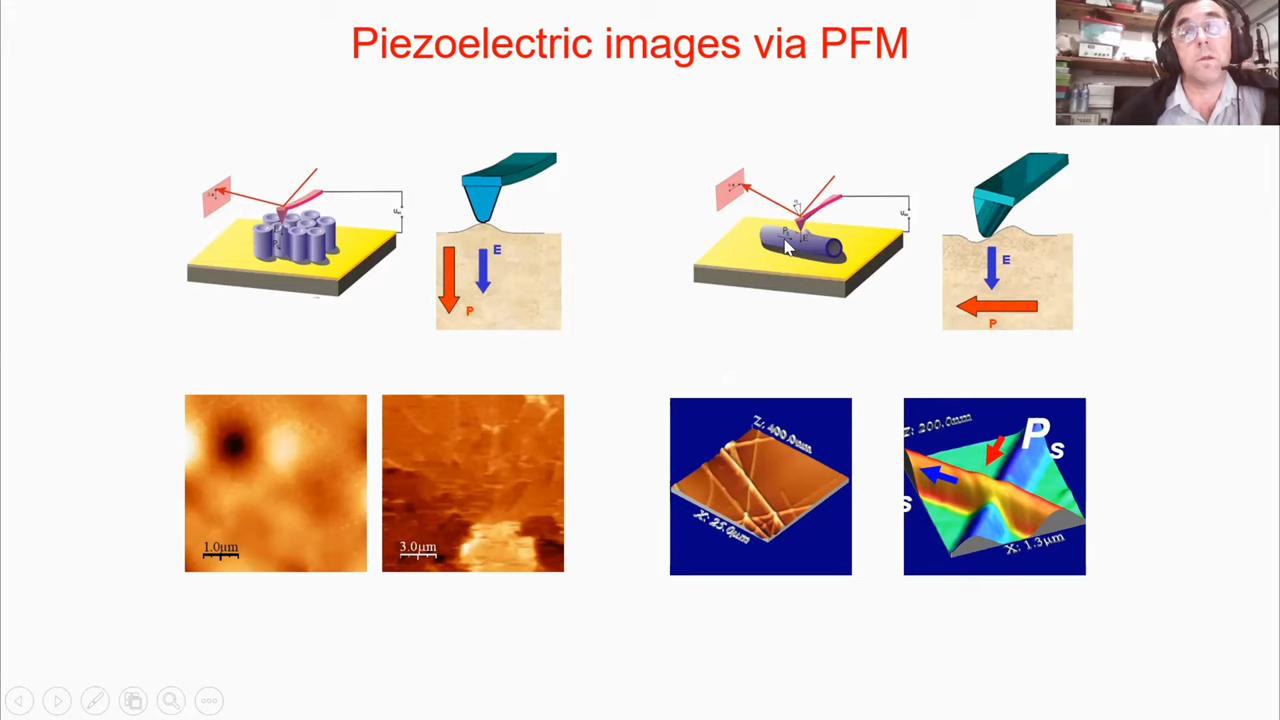 Piezoelectric images via PFM
E
P
E
P
1.0μm
3.0μm
Z: 400.0nm
X: 25.0μm
Z: 200.0nm
Ps
s
X: 1.3μm